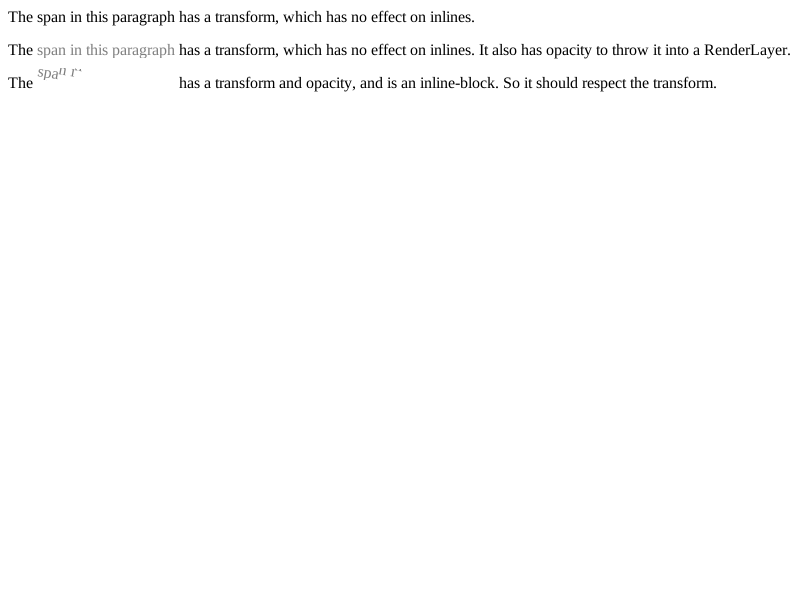 The span in this paragraph has a transform, which has no effect on inlines.
The span in this paragraph has a transform, which has no effect on inlines. It also has opacity to throw it into a RenderLayer.
The span has a transform and opacity, and is an inline-block. So it should respect the transform.